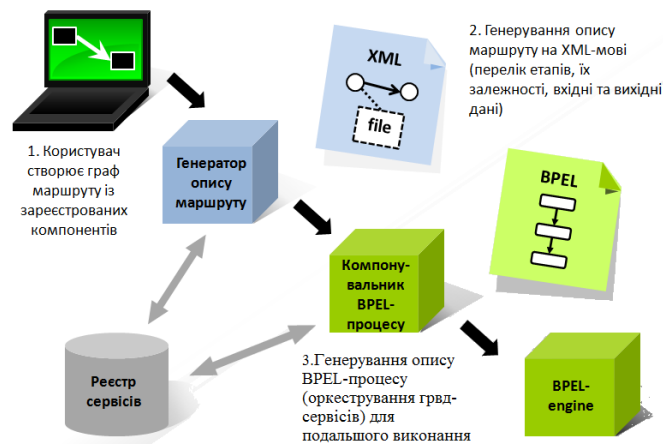 1. Користувач
створює граф
маршруту із
зареєстрованих
компонентів
Генератор
опису
маршруту
XML
file
2. Генерування опису
маршруту на XML-мові
(перелік етапів, їх
залежності, вхідні та вихідні
дані)
BPEL
Компону-
вальник
BPEL-
процесу
Реєстр
сервісів
3.Генерування опису
BPEL-процесу
(оркестрування грвд-
сервісів) для
подальшого виконання
BPEL-
engine